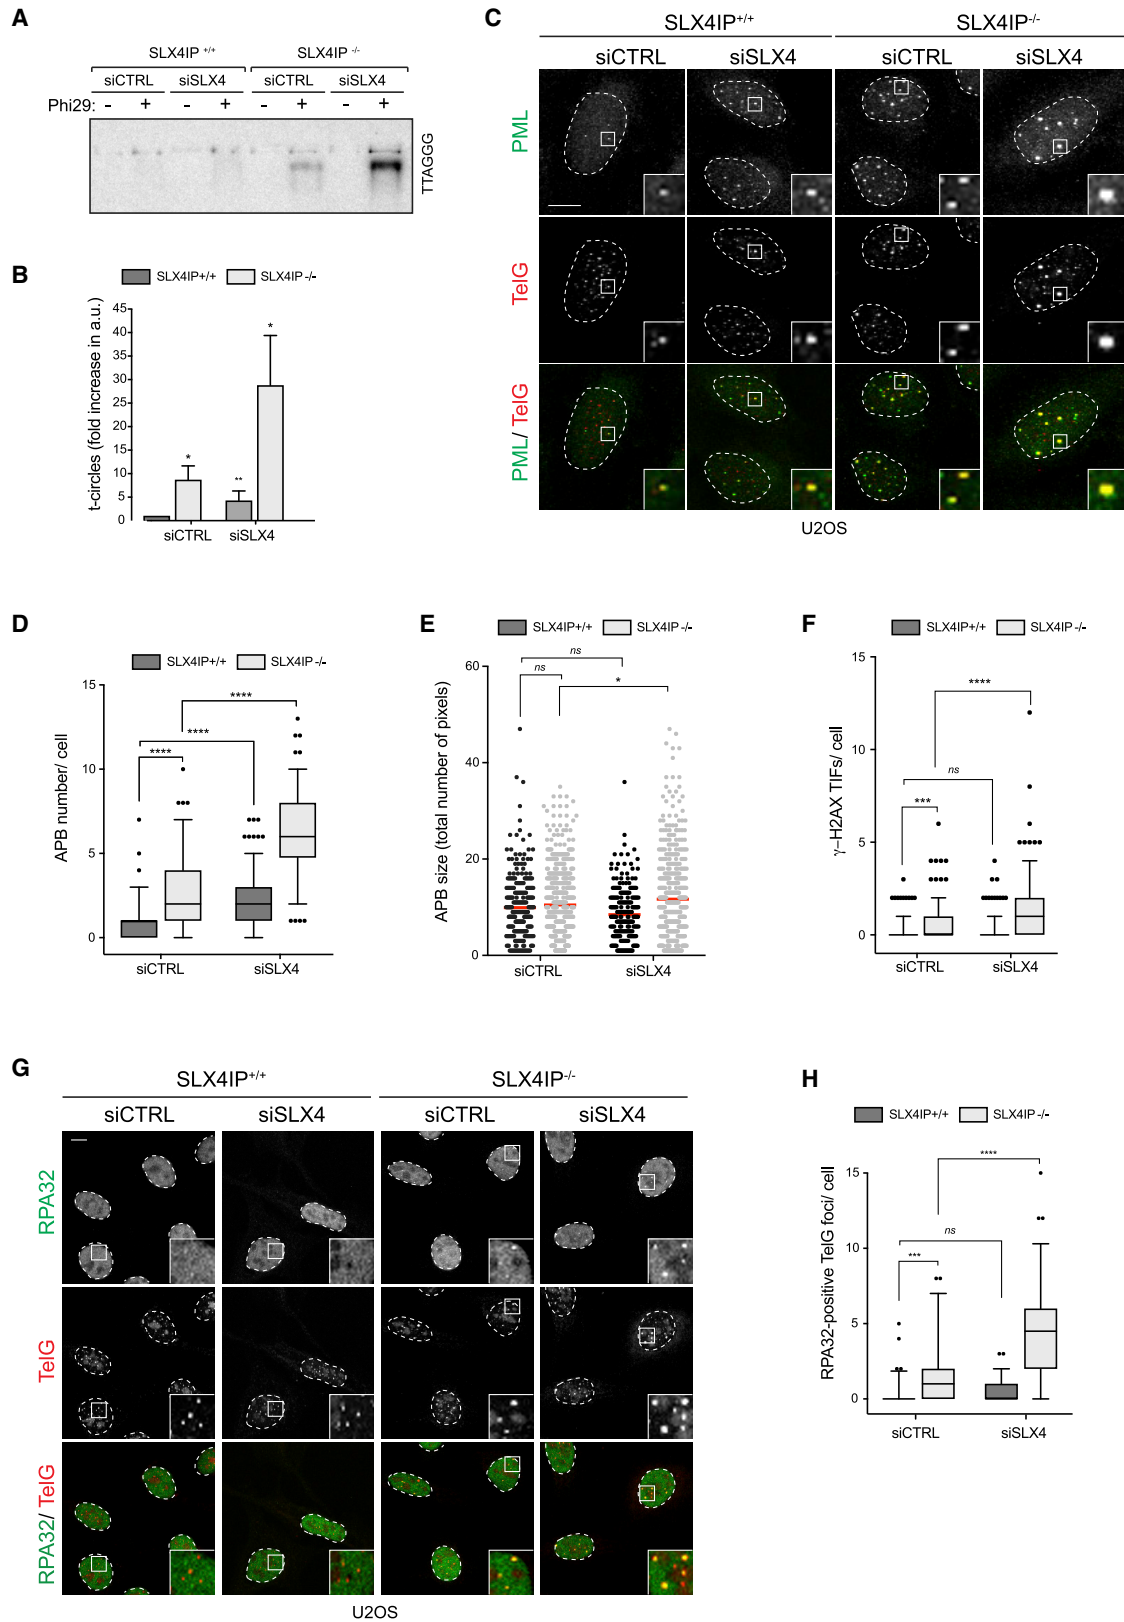 A
SLX4IP +/+ SLX4IP -/-
siCTRL siSLX4 siCTRL siSLX4
Phi29: - + - + - + - +
TTAGGG
B
SLX4IP+/+ SLX4IP-/-
t-circles (fold increase in a.u.)
45
40
35
30
25
20
15
10
5
0
* ** *
siCTRL siSLX4
C
SLX4IP+/+ SLX4IP-/-
siCTRL siSLX4 siCTRL siSLX4
PML
TelG
PML/ TelG
U2OS
D
SLX4IP+/+ SLX4IP-/-
APB number/ cell
15
10
5
0
****
****
****
siCTRL siSLX4
E
SLX4IP+/+ SLX4IP-/-
APB size (total number of pixels)
60
40
20
0
ns
ns
*
siCTRL siSLX4
F
SLX4IP+/+ SLX4IP-/-
γ–H2AX TIFs/ cell
15
10
5
0
****
ns
***
siCTRL siSLX4
G
SLX4IP+/+ SLX4IP-/-
siCTRL siSLX4 siCTRL siSLX4
RPA32
TelG
RPA32/ TelG
U2OS
H
SLX4IP+/+ SLX4IP-/-
RPA32-positive TelG foci/ cell
15
10
5
0
****
ns
***
siCTRL siSLX4